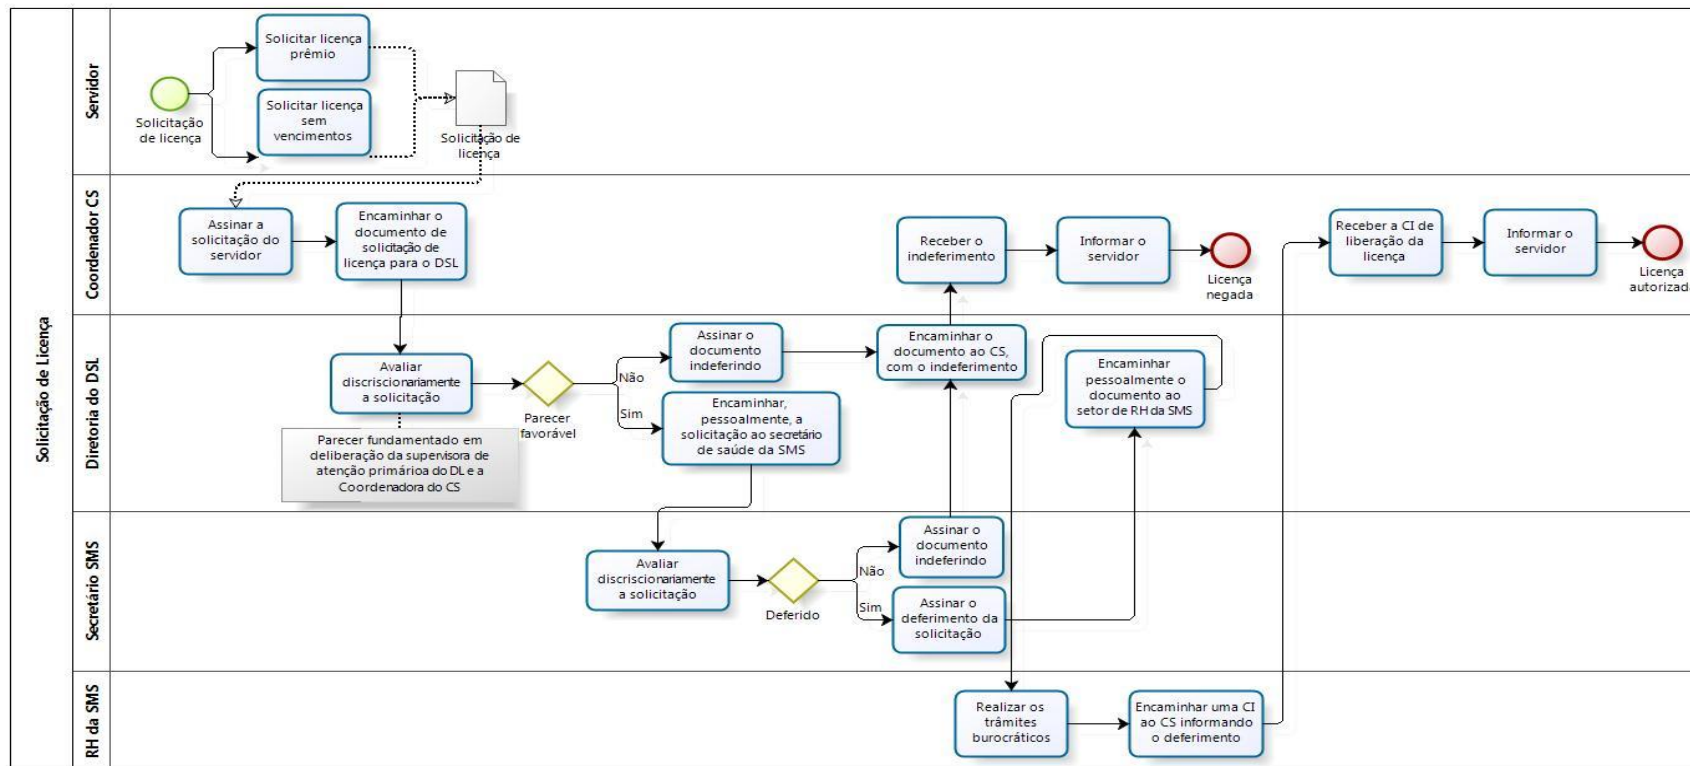 Solicitação de Licença
Servidor
Solicitação
de licença
Solicitar licença
prêmio
Solicitar licença
sem
vencimentos
Solicitação de
licença
Coordenador CS
Assinar a
solicitação do
servidor
Encaminhar o
documento de
solicitação de
licença para o DSL
Receber o
indeferimento
Informar o
servidor
Licença
negada
Receber a CI de
liberação da
licença
Informar o
servidor
Licença
autorizada
Diretoria do DSL
Avaliar
discriscionariamente
a solicitação
Parecer fundamentado em
deliberação da supervisora de
atenção primárioa do DL e a
Coordenadora do CS
Parecer
favorável
Não
Sim
Assinar o
documento
indeferindo
Encaminhar,
pessoalmente, a
solicitação ao secretário
de saúde da SMS
Encaminhar o
documento ao CS,
com o indeferimento
Encaminhar
pessoalmente o
documento ao
setor de RH da SMS
Secretário SMS
Avaliar
discriscionariamente
a solicitação
Deferido
Não
Sim
Assinar o
documento
indeferindo
Assinar o
deferimento da
solicitação
RH da SMS
Realizar os
trâmites
burocráticos
Encaminhar uma CI
ao CS informando
o deferimento